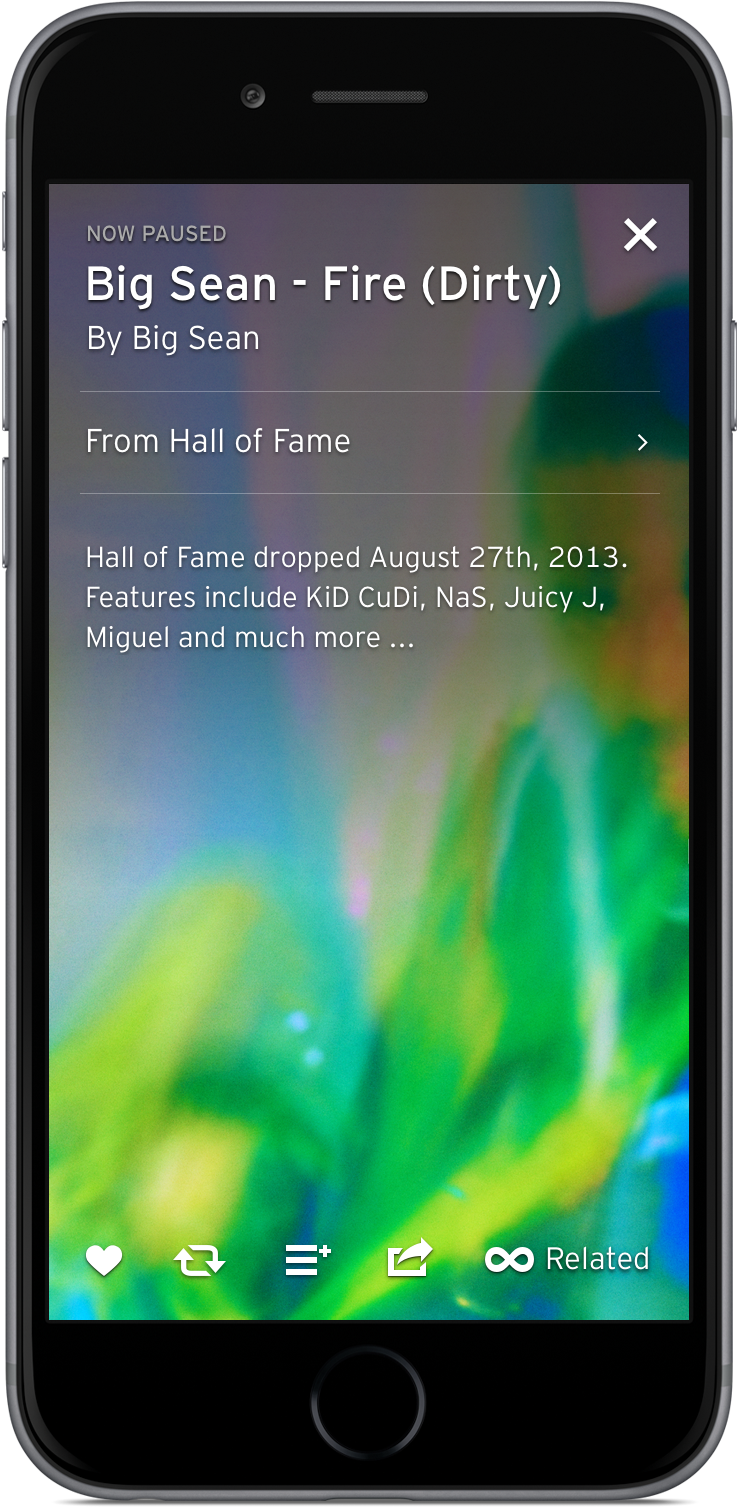 NOW PAUSED
Big Sean - Fire (Dirty)
By Big Sean
From Hall of Fame
Hall of Fame dropped August 27th, 2013.
Features include KiD CuDi, NaS, Juicy J,
Miguel and much more ...
Related